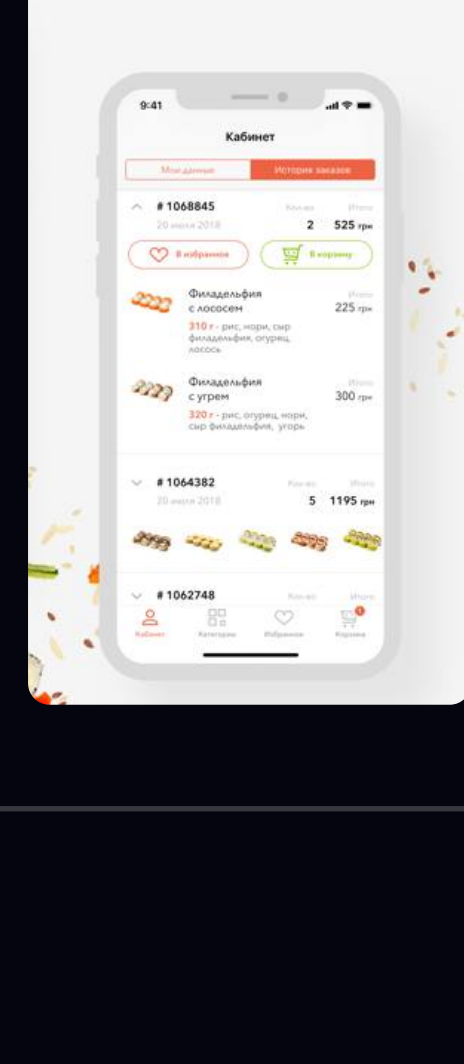 9:41
Кабинет
Мои данные История заказов
# 1068845 Кол-во Итого
20 июля 2018 2 525 грн
В избранное В корзину
Филадельфия Итого
с лососем 225 грн
310 г - рис, нори, сыр
филадельфия, огурец,
лосось
Филадельфия Итого
с угрем 300 грн
320 г - рис, огурец, нори,
сыр филадельфия, угорь
# 1064382 Кол-во Итого
20 июля 2018 5 1195 грн
# 1062748 Кол-во Итого
1
Кабинет Категории Избранное Корзина